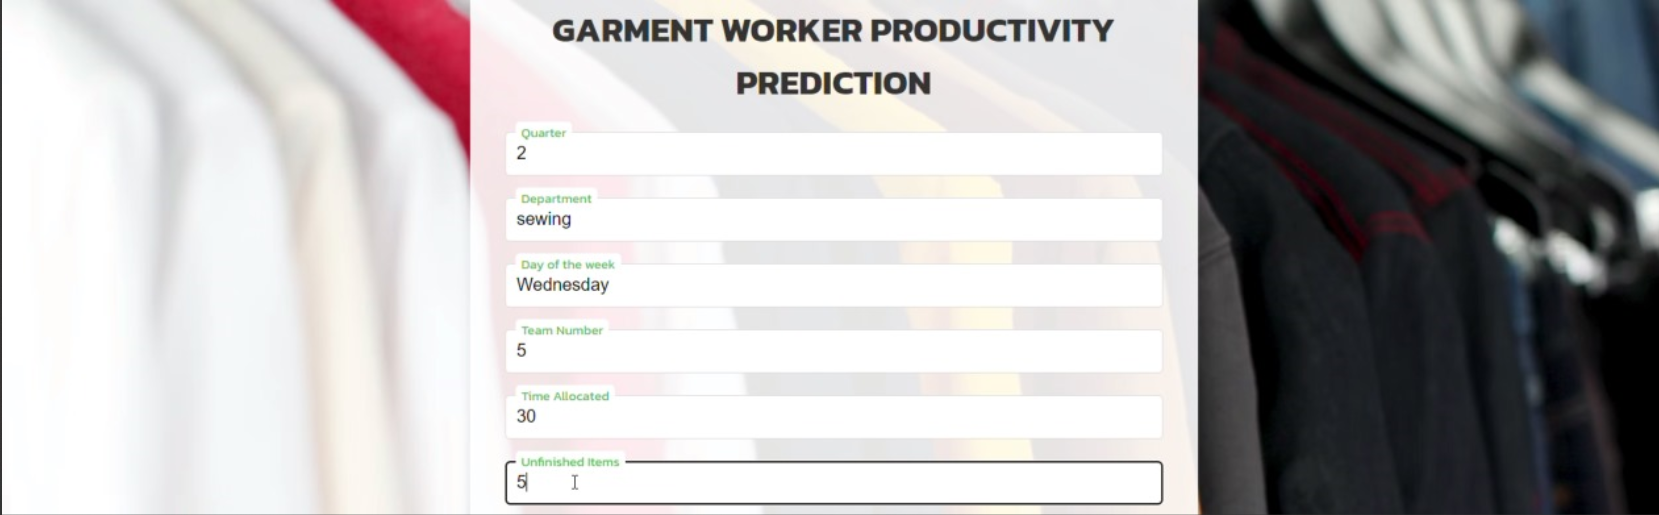 GARMENT WORKER PRODUCTIVITY
PREDICTION
Quarter
2
Department
sewing
Day of the week
Wednesday
Team Number
5
Time Allocated
30
Unfinished Items
5